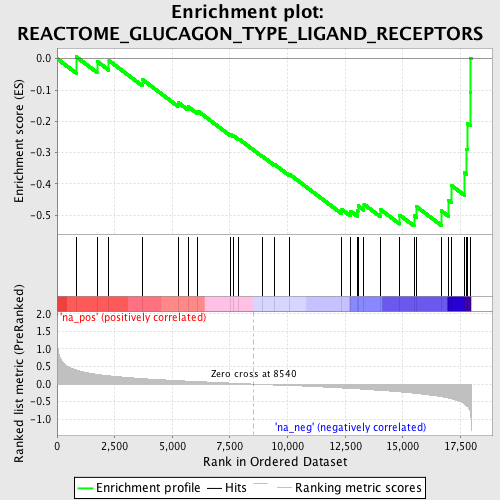 Enrichment plot:
REACTOME_GLUCAGON_TYPE_LIGAND_RECEPTORS
Enrichment score (ES)
0.0
-0.1
-0.2
-0.3
-0.4
-0.5
'na_pos' (positively correlated)
Ranked list metric (PreRanked)
2.0
1.5
1.0
0.5
0.0
-0.5
-1.0
Zero cross at 8540
'na_neg' (negatively correlated)
0
2,500
5,000
7,500
10,000
12,500
15,000
17,500
Rank in Ordered Dataset
Enrichment profile
Hits
Ranking metric scores